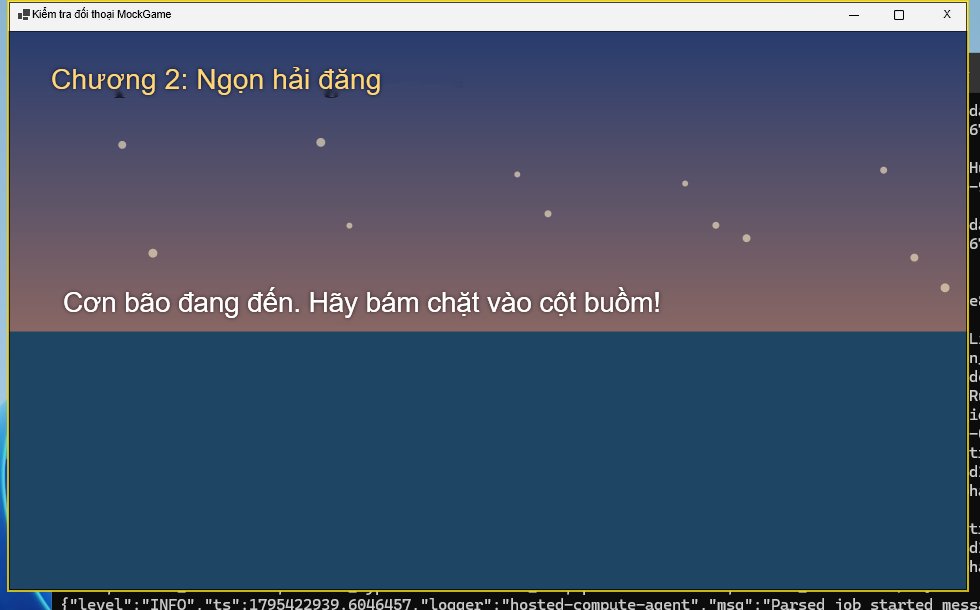 Kiểm tra đối thoại MockGame
Chương 2: Ngọn hải đăng
Cơn bão đang đến. Hãy bám chặt vào cột buồm!
{"level":"INFO","ts":1795422939.6046457,"logger":"hosted-compute-agent","msg":"Parsed job started